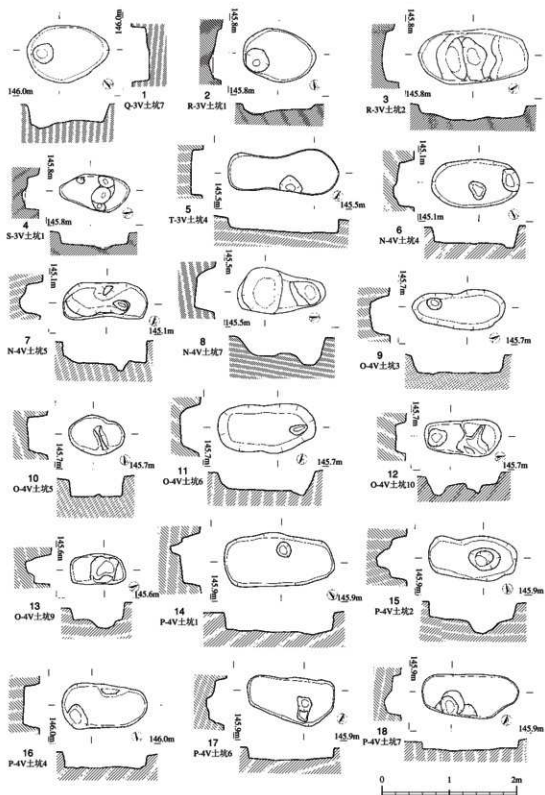 146.0m
146.0m
1
Q-3V土坑7
145.8m
145.8m
2
R-3V土坑1
145.8m
145.8m
3
R-3V土坑2
145.8m
145.8m
4
S-3V土坑1
145.5m
145.5m
5
T-3V土坑4
145.1m
145.1m
6
N-4V土坑4
145.1m
145.1m
7
N-4V土坑5
145.5m
145.5m
8
N-4V土坑7
145.7m
145.7m
9
O-4V土坑3
145.7m
145.7m
10
O-4V土坑5
145.7m
145.7m
11
O-4V土坑6
145.7m
145.7m
12
O-4V土坑10
145.6m
145.6m
13
O-4V土坑9
145.9m
145.9m
14
P-4V土坑1
145.9m
145.9m
15
P-4V土坑2
146.0m
146.0m
16
P-4V土坑4
145.9m
145.9m
17
P-4V土坑6
145.9m
145.9m
18
P-4V土坑7
0 1 2m